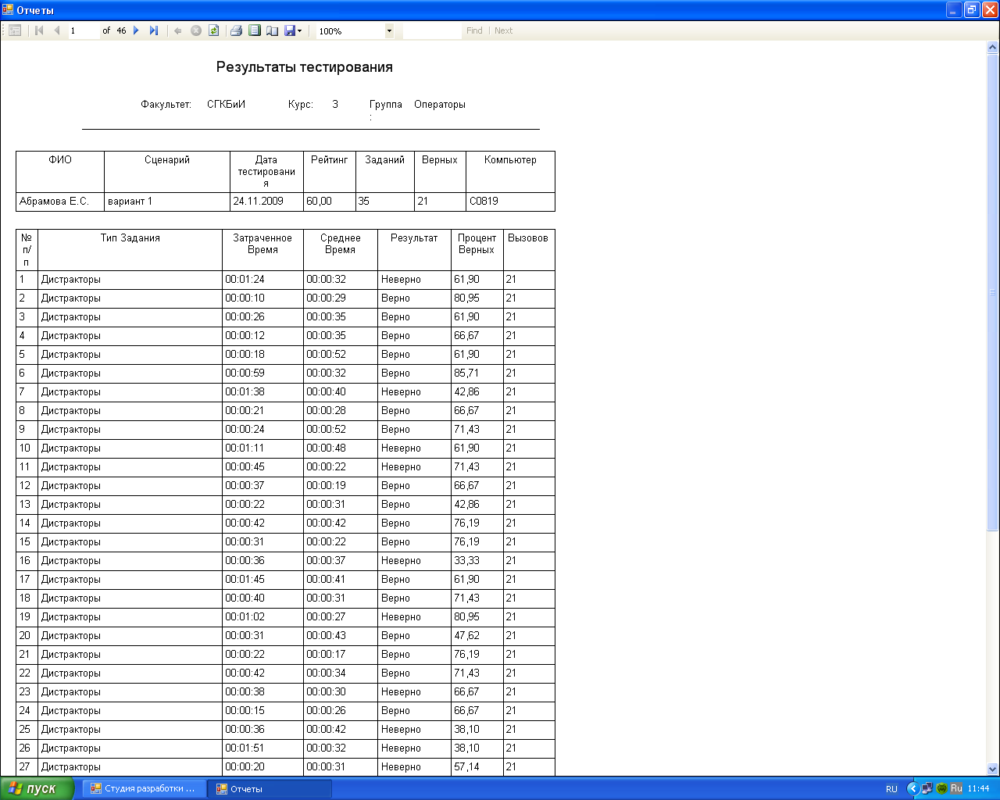 Отчеты
1 of 46 100% Find | Next
Результаты тестирования
Факультет: СГКБиИ Курс: 3 Группа Операторы
:
ФИО Сценарий Дата Рейтинг Заданий Верных Компьютер
тестировани
я
Абрамова Е.С. вариант 1 24.11.2009 60,00 35 21 C0819
№ Тип Задания Затраченное Среднее Результат Процент Вызовов
п/ Время Время Верных
п
1 Дистракторы 00:01:24 00:00:32 Неверно 61,90 21
2 Дистракторы 00:00:10 00:00:29 Верно 80,95 21
3 Дистракторы 00:00:26 00:00:35 Верно 61,90 21
4 Дистракторы 00:00:12 00:00:35 Верно 66,67 21
5 Дистракторы 00:00:18 00:00:52 Верно 61,90 21
6 Дистракторы 00:00:59 00:00:32 Верно 85,71 21
7 Дистракторы 00:01:38 00:00:40 Неверно 42,86 21
8 Дистракторы 00:00:21 00:00:28 Верно 66,67 21
9 Дистракторы 00:00:24 00:00:52 Верно 71,43 21
10 Дистракторы 00:01:11 00:00:48 Неверно 61,90 21
11 Дистракторы 00:00:45 00:00:22 Неверно 71,43 21
12 Дистракторы 00:00:37 00:00:19 Верно 66,67 21
13 Дистракторы 00:00:22 00:00:31 Верно 42,86 21
14 Дистракторы 00:00:42 00:00:42 Верно 76,19 21
15 Дистракторы 00:00:31 00:00:22 Верно 76,19 21
16 Дистракторы 00:00:36 00:00:37 Неверно 33,33 21
17 Дистракторы 00:01:45 00:00:41 Верно 61,90 21
18 Дистракторы 00:00:40 00:00:31 Верно 71,43 21
19 Дистракторы 00:01:02 00:00:27 Неверно 80,95 21
20 Дистракторы 00:00:31 00:00:43 Верно 47,62 21
21 Дистракторы 00:00:22 00:00:17 Верно 76,19 21
22 Дистракторы 00:00:42 00:00:34 Верно 71,43 21
23 Дистракторы 00:00:38 00:00:30 Неверно 66,67 21
24 Дистракторы 00:00:15 00:00:26 Верно 66,67 21
25 Дистракторы 00:00:36 00:00:42 Неверно 38,10 21
26 Дистракторы 00:01:51 00:00:32 Неверно 38,10 21
27 Дистракторы 00:00:20 00:00:31 Неверно 57,14 21
пуск Студия разработки ... Отчеты RU Ru 11:44